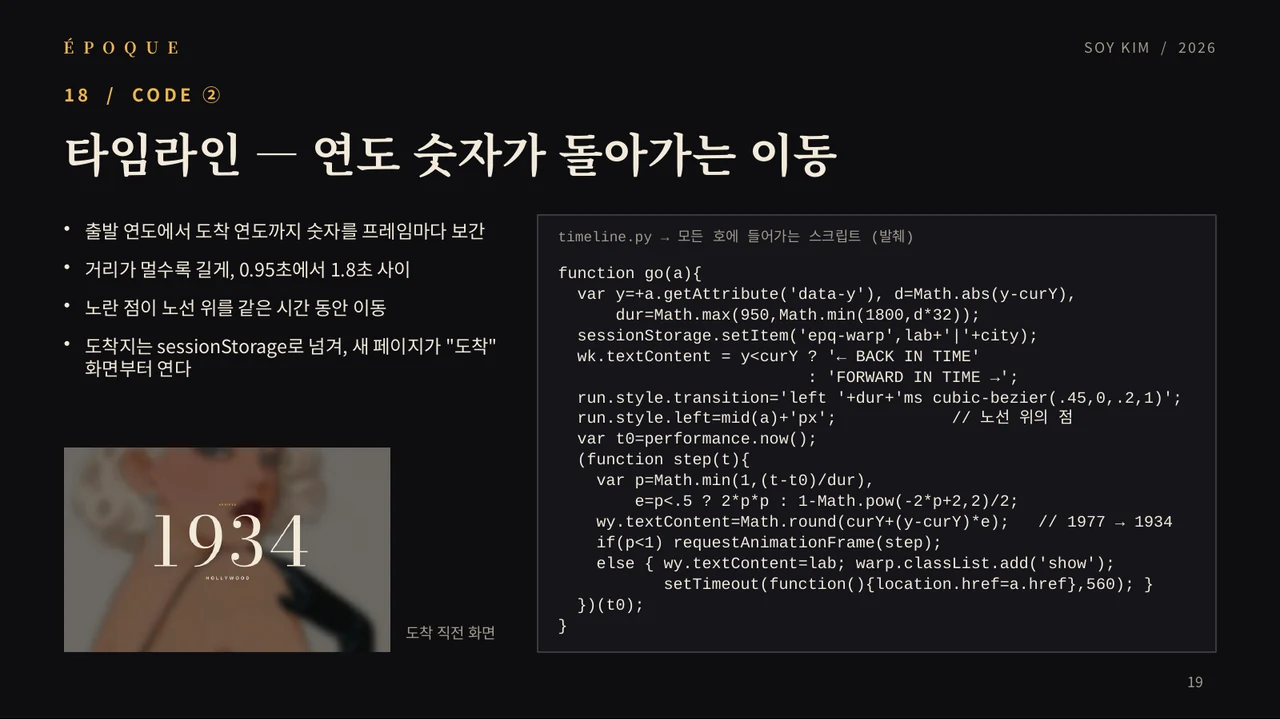 ÉPOQUE
SOY KIM / 2026
18 / CODE ②
타임라인 — 연도 숫자가 돌아가는 이동
• 출발 연도에서 도착 연도까지 숫자를 프레임마다 보간
• 거리가 멀수록 길게, 0.95초에서 1.8초 사이
• 노란 점이 노선 위를 같은 시간 동안 이동
• 도착지는 sessionStorage로 넘겨, 새 페이지가 "도착"
화면부터 연다
1934
HOLLYWOOD
도착 직전 화면
timeline.py → 모든 호에 들어가는 스크립트 (발췌)
function go(a){
  var y=+a.getAttribute('data-y'), d=Math.abs(y-curY),
      dur=Math.max(950,Math.min(1800,d*32));
  sessionStorage.setItem('epq-warp',lab+'|'+city);
  wk.textContent = y<curY ? '← BACK IN TIME'
                          : 'FORWARD IN TIME →';
  run.style.transition='left '+dur+'ms cubic-bezier(.45,0,.2,1)';
  run.style.left=mid(a)+'px';            // 노선 위의 점
  var t0=performance.now();
  (function step(t){
    var p=Math.min(1,(t-t0)/dur),
        e=p<.5 ? 2*p*p : 1-Math.pow(-2*p+2,2)/2;
    wy.textContent=Math.round(curY+(y-curY)*e);   // 1977 → 1934
    if(p<1) requestAnimationFrame(step);
    else { wy.textContent=lab; warp.classList.add('show');
           setTimeout(function(){location.href=a.href},560); }
  })(t0);
}
19